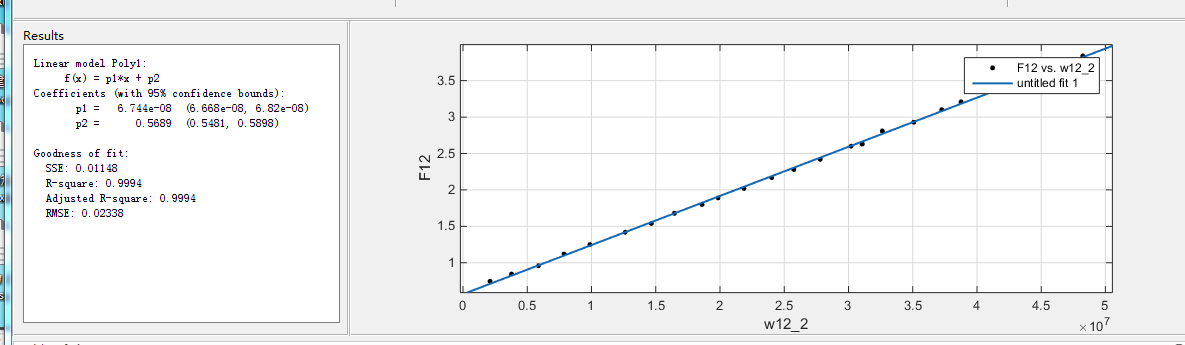 Results
Linear model Poly1:
f(x) = p1*x + p2
Coefficients (with 95% confidence bounds):
p1 = 6.744e-08 (6.668e-08, 6.82e-08)
p2 = 0.5689 (0.5481, 0.5898)
Goodness of fit:
SSE: 0.01148
R-square: 0.9994
Adjusted R-square: 0.9994
RMSE: 0.02338
F12 vs. w12_2
untitled fit 1
3.5
3
2.5
2
1.5
1
F12
0 0.5 1 1.5 2 2.5 3 3.5 4 4.5 5
w12_2
×10^7